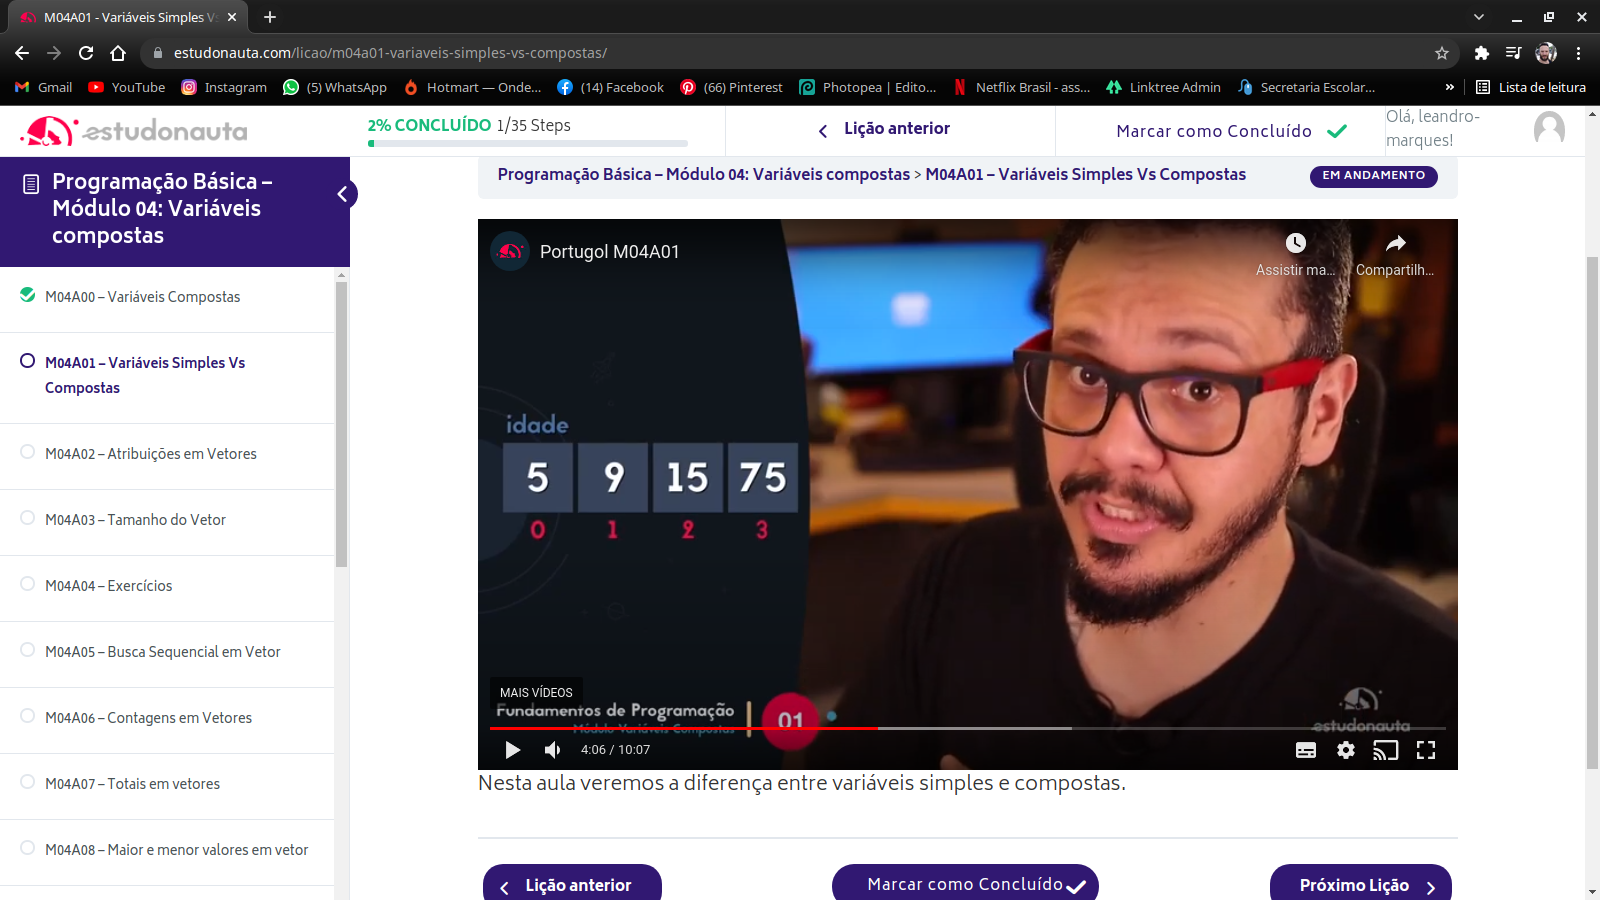 M04A01 - Variáveis Simples Vs
estudonauta.com/licao/m04a01-variaveis-simples-vs-compostas/
Gmail
YouTube
Instagram
(5) WhatsApp
Hotmart — Onde...
(14) Facebook
(66) Pinterest
Photopea | Edito...
Netflix Brasil - ass...
Linktree Admin
Secretaria Escolar...
»
Lista de leitura
estudonauta
2% CONCLUÍDO 1/35 Steps
Lição anterior
Marcar como Concluído
Olá, leandro-
marques!
Programação Básica –
Módulo 04: Variáveis
compostas
M04A00 – Variáveis Compostas
M04A01 – Variáveis Simples Vs
Compostas
M04A02 – Atribuições em Vetores
M04A03 – Tamanho do Vetor
M04A04 – Exercícios
M04A05 – Busca Sequencial em Vetor
M04A06 – Contagens em Vetores
M04A07 – Totais em vetores
M04A08 – Maior e menor valores em vetor
Programação Básica – Módulo 04: Variáveis compostas > M04A01 – Variáveis Simples Vs Compostas
EM ANDAMENTO
Portugol M04A01
Assistir ma...
Compartilh...
idade
5 9 15 75
0 1 2 3
MAIS VÍDEOS
Fundamentos de Programação
Módulo Variáveis Compostas
01
estudonauta
4:06 / 10:07
Nesta aula veremos a diferença entre variáveis simples e compostas.
Lição anterior
Marcar como Concluído
Próximo Lição